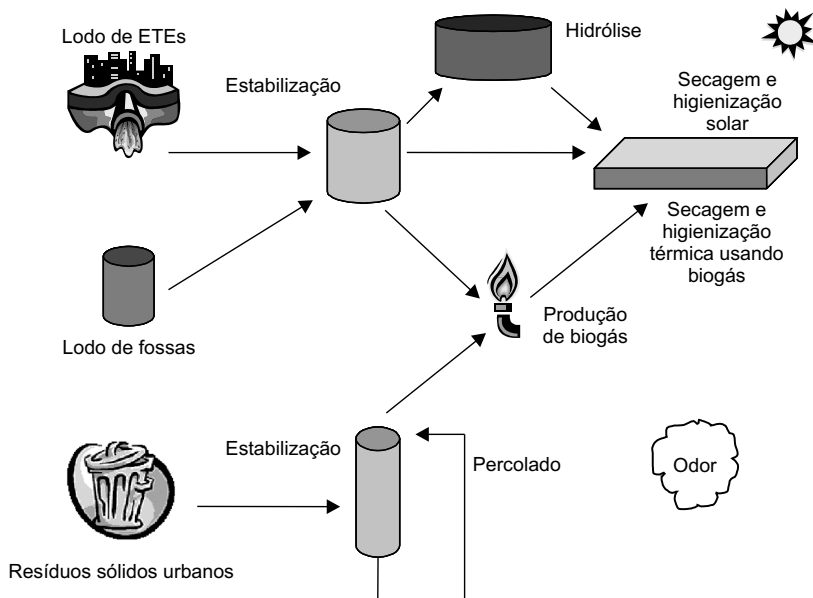 Lodo de ETEs
Estabilização
Hidrólise
Secagem e
higienização
solar
Secagem e
higienização
térmica usando
biogás
Lodo de fossas
Produção
de biogás
Estabilização
Percolado
Odor
Resíduos sólidos urbanos